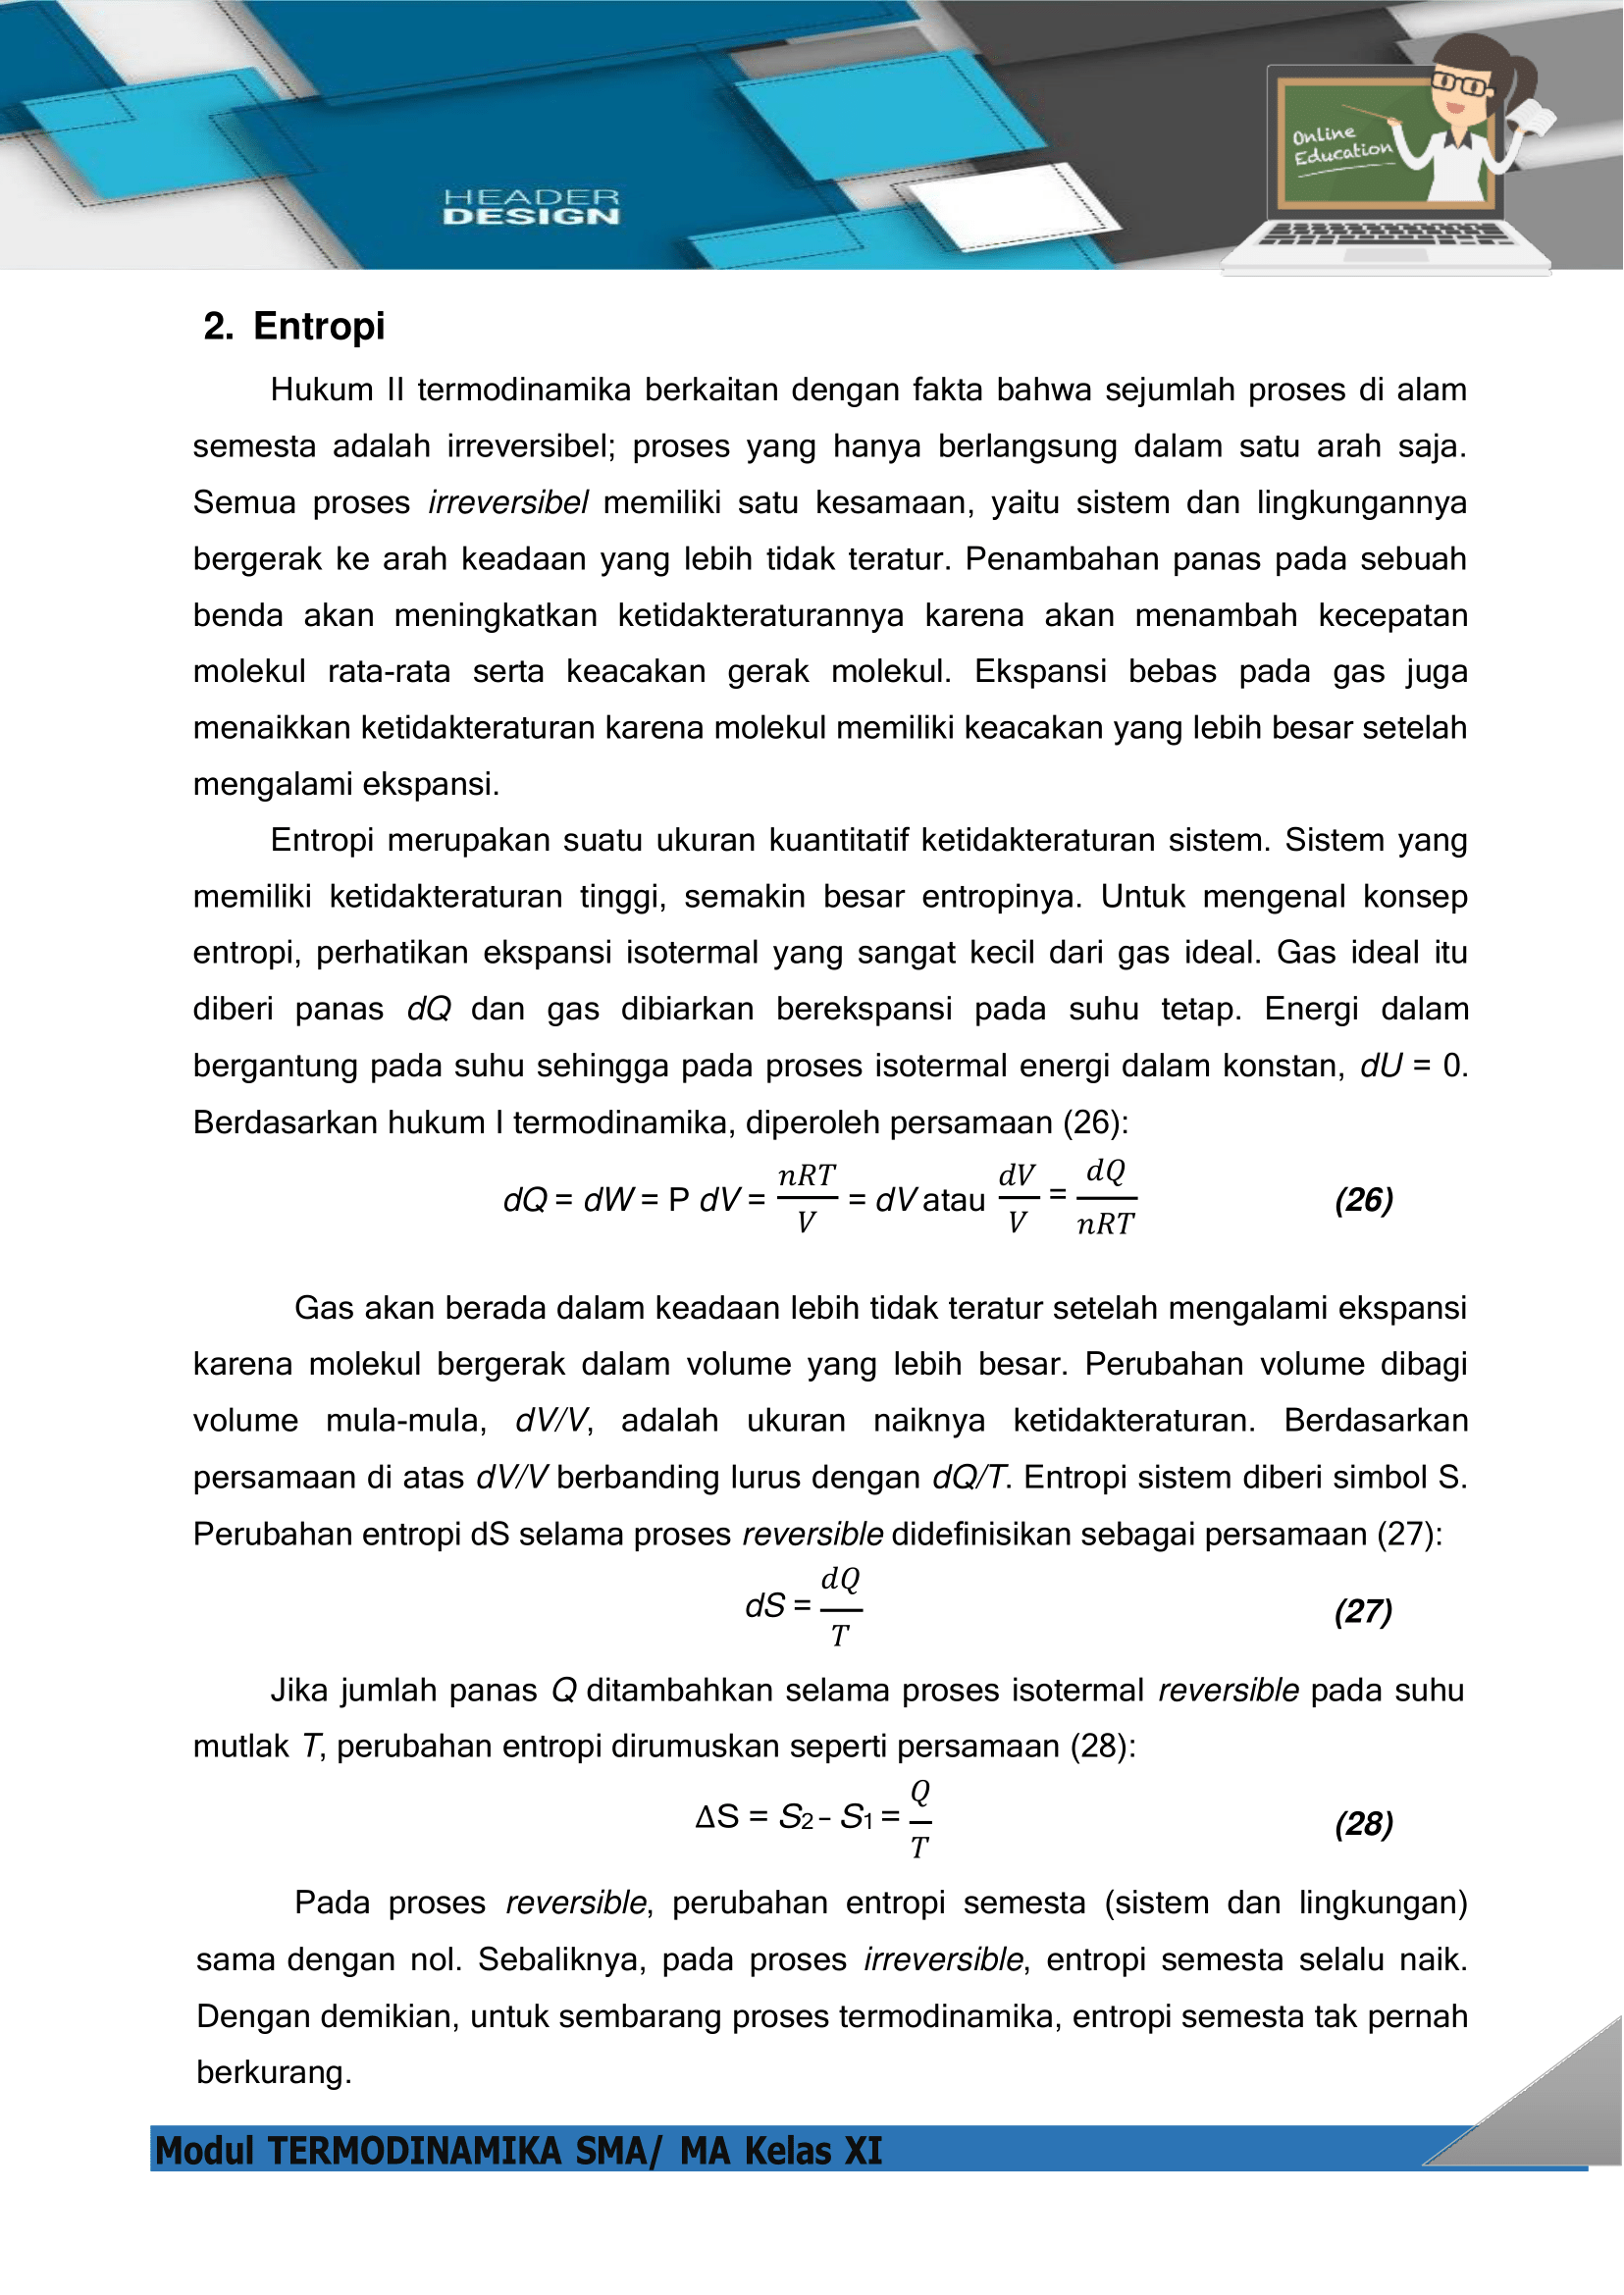 Online
Education
HEADER
DESIGN
2. Entropi
Hukum II termodinamika berkaitan dengan fakta bahwa sejumlah proses di alam
semesta adalah irreversibel; proses yang hanya berlangsung dalam satu arah saja.
Semua proses irreversibel memiliki satu kesamaan, yaitu sistem dan lingkungannya
bergerak ke arah keadaan yang lebih tidak teratur. Penambahan panas pada sebuah
benda akan meningkatkan ketidakteraturannya karena akan menambah kecepatan
molekul rata-rata serta keacakan gerak molekul. Ekspansi bebas pada gas juga
menaikkan ketidakteraturan karena molekul memiliki keacakan yang lebih besar setelah
mengalami ekspansi.
Entropi merupakan suatu ukuran kuantitatif ketidakteraturan sistem. Sistem yang
memiliki ketidakteraturan tinggi, semakin besar entropinya. Untuk mengenal konsep
entropi, perhatikan ekspansi isotermal yang sangat kecil dari gas ideal. Gas ideal itu
diberi panas dQ dan gas dibiarkan berekspansi pada suhu tetap. Energi dalam
bergantung pada suhu sehingga pada proses isotermal energi dalam konstan, dU = 0.
Berdasarkan hukum I termodinamika, diperoleh persamaan (26):
dQ = dW = P dV = nRT/V = dV atau dV/V = dQ/nRT (26)
Gas akan berada dalam keadaan lebih tidak teratur setelah mengalami ekspansi
karena molekul bergerak dalam volume yang lebih besar. Perubahan volume dibagi
volume mula-mula, dV/V, adalah ukuran naiknya ketidakteraturan. Berdasarkan
persamaan di atas dV/V berbanding lurus dengan dQ/T. Entropi sistem diberi simbol S.
Perubahan entropi dS selama proses reversible didefinisikan sebagai persamaan (27):
dS = dQ/T (27)
Jika jumlah panas Q ditambahkan selama proses isotermal reversible pada suhu
mutlak T, perubahan entropi dirumuskan seperti persamaan (28):
ΔS = S2 – S1 = Q/T (28)
Pada proses reversible, perubahan entropi semesta (sistem dan lingkungan)
sama dengan nol. Sebaliknya, pada proses irreversible, entropi semesta selalu naik.
Dengan demikian, untuk sembarang proses termodinamika, entropi semesta tak pernah
berkurang.
Modul TERMODINAMIKA SMA/ MA Kelas XI